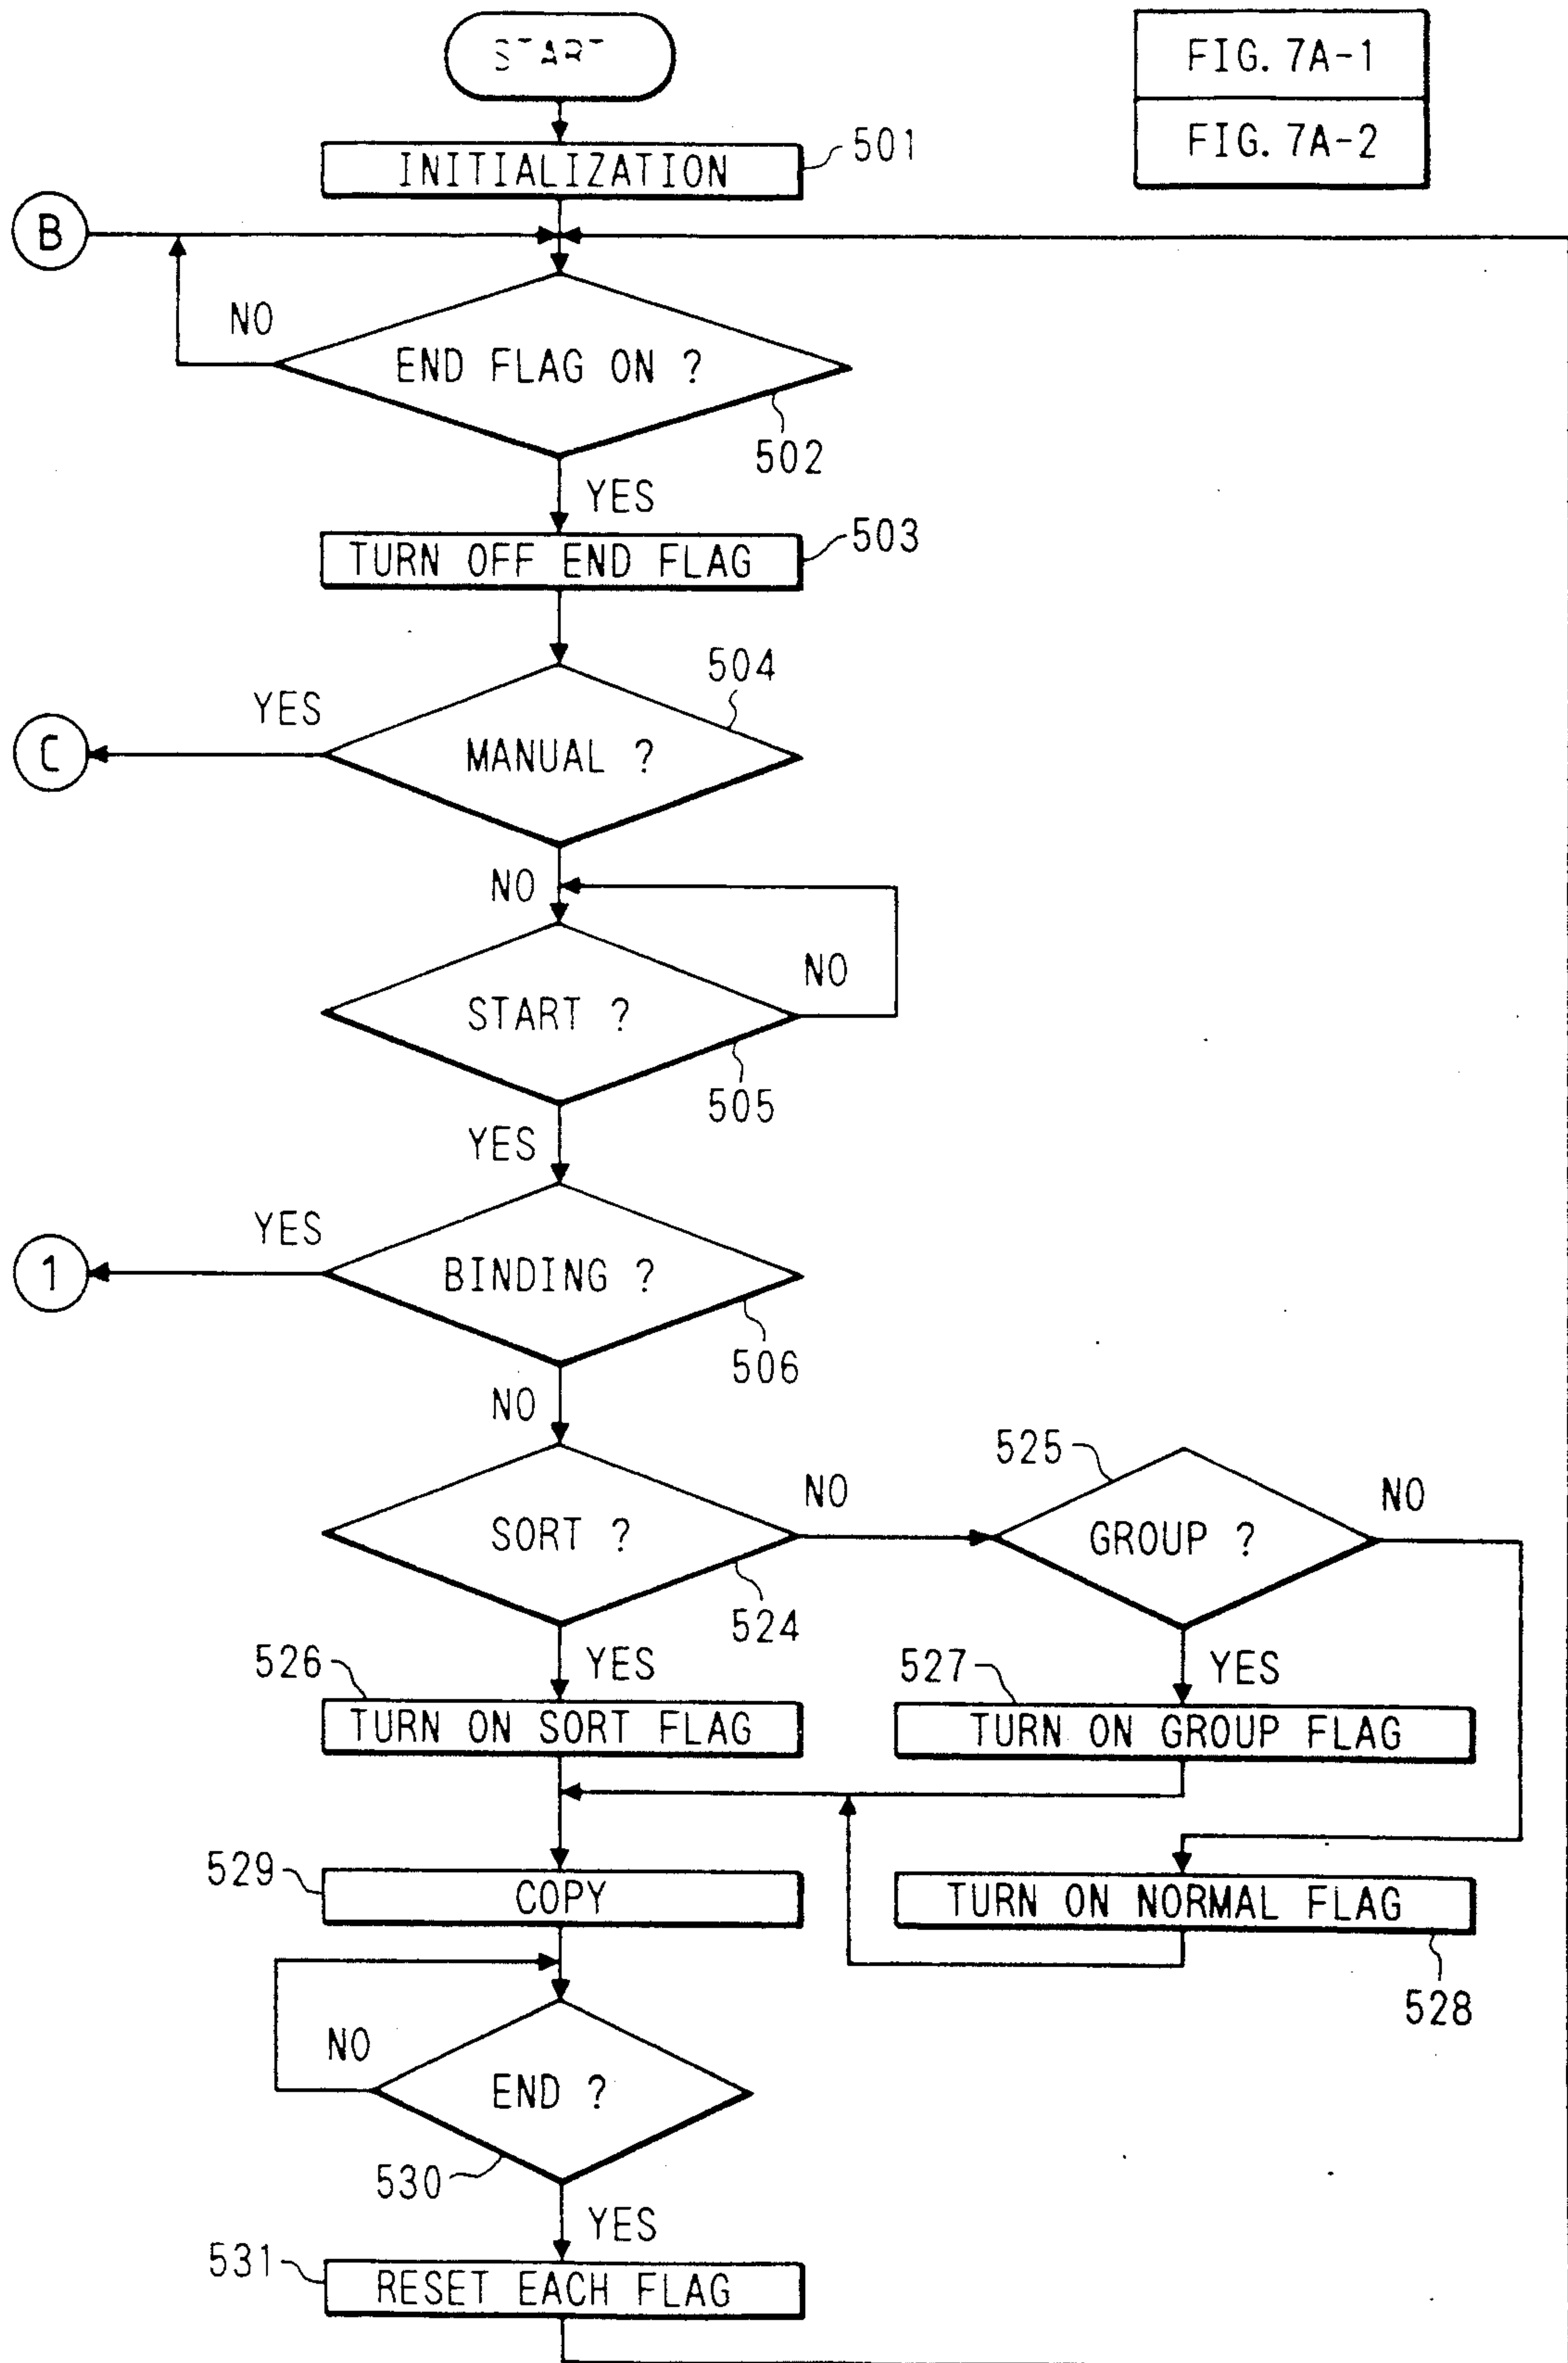 START
FIG. 7A-1
FIG. 7A-2
INITIALIZATION
501
B
NO
END FLAG ON ?
502
YES
TURN OFF END FLAG
503
504
YES
C
MANUAL ?
NO
NO
START ?
505
YES
YES
1
BINDING ?
506
NO
525
NO
NO
SORT ?
GROUP ?
524
526
YES
527
YES
TURN ON SORT FLAG
TURN ON GROUP FLAG
529
COPY
TURN ON NORMAL FLAG
528
NO
END ?
530
YES
531
RESET EACH FLAG